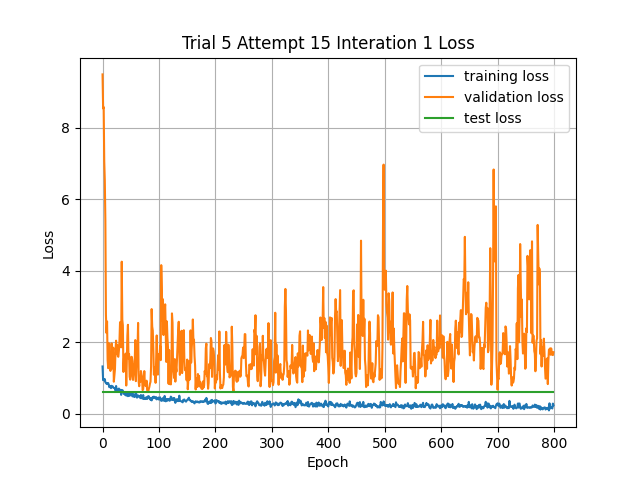 Trial 5 Attempt 15 Interation 1 Loss
training loss
validation loss
test loss
8
6
4
2
0
Loss
0 100 200 300 400 500 600 700 800
Epoch